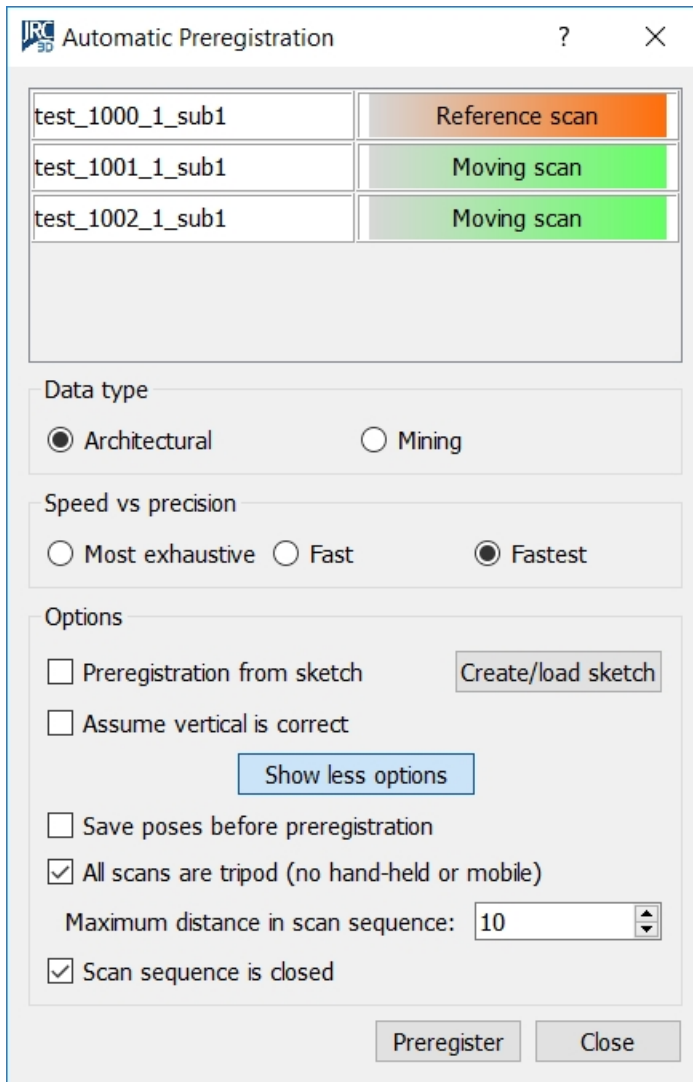 JRC 3D Automatic Preregistration ?
test_1000_1_sub1 Reference scan
test_1001_1_sub1 Moving scan
test_1002_1_sub1 Moving scan
Data type
Architectural Mining
Speed vs precision
Most exhaustive Fast Fastest
Options
Preregistration from sketch Create/load sketch
Assume vertical is correct
Show less options
Save poses before preregistration
All scans are tripod (no hand-held or mobile)
Maximum distance in scan sequence: 10
Scan sequence is closed
Preregister Close